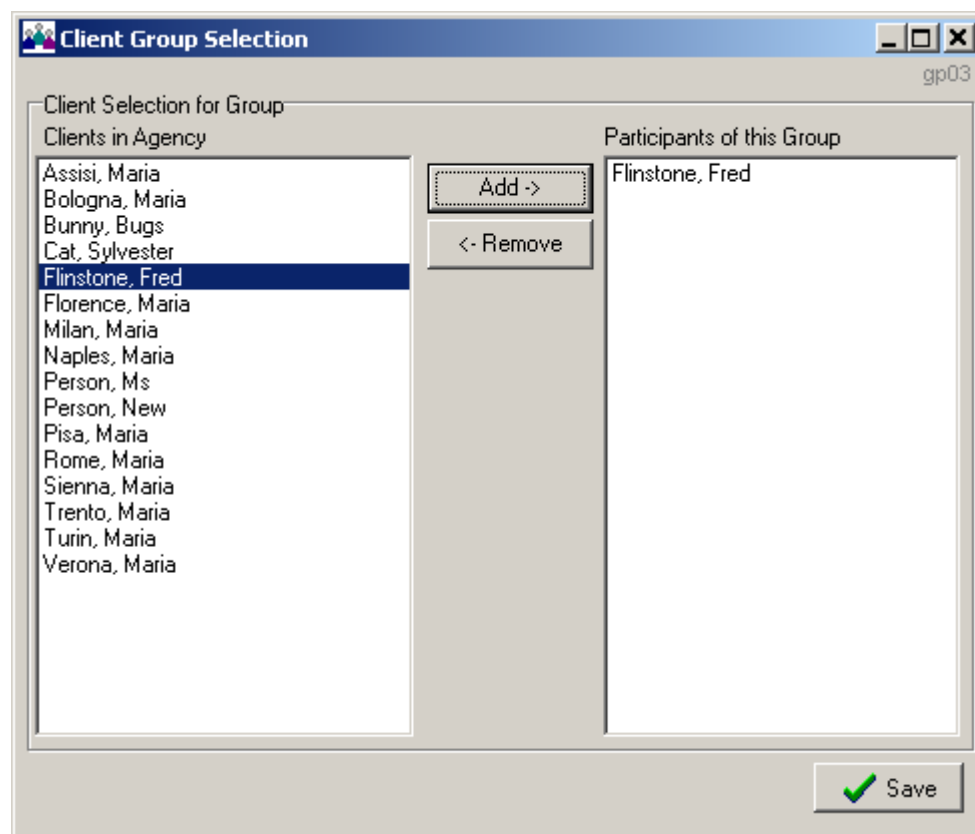 Client Group Selection
gp03
Client Selection for Group
Clients in Agency
Participants of this Group
Assisi, Maria
Bologna, Maria
Bunny, Bugs
Cat, Sylvester
Flinstone, Fred
Florence, Maria
Milan, Maria
Naples, Maria
Person, Ms
Person, New
Pisa, Maria
Rome, Maria
Sienna, Maria
Trento, Maria
Turin, Maria
Verona, Maria
Add ->
<- Remove
Flinstone, Fred
Save